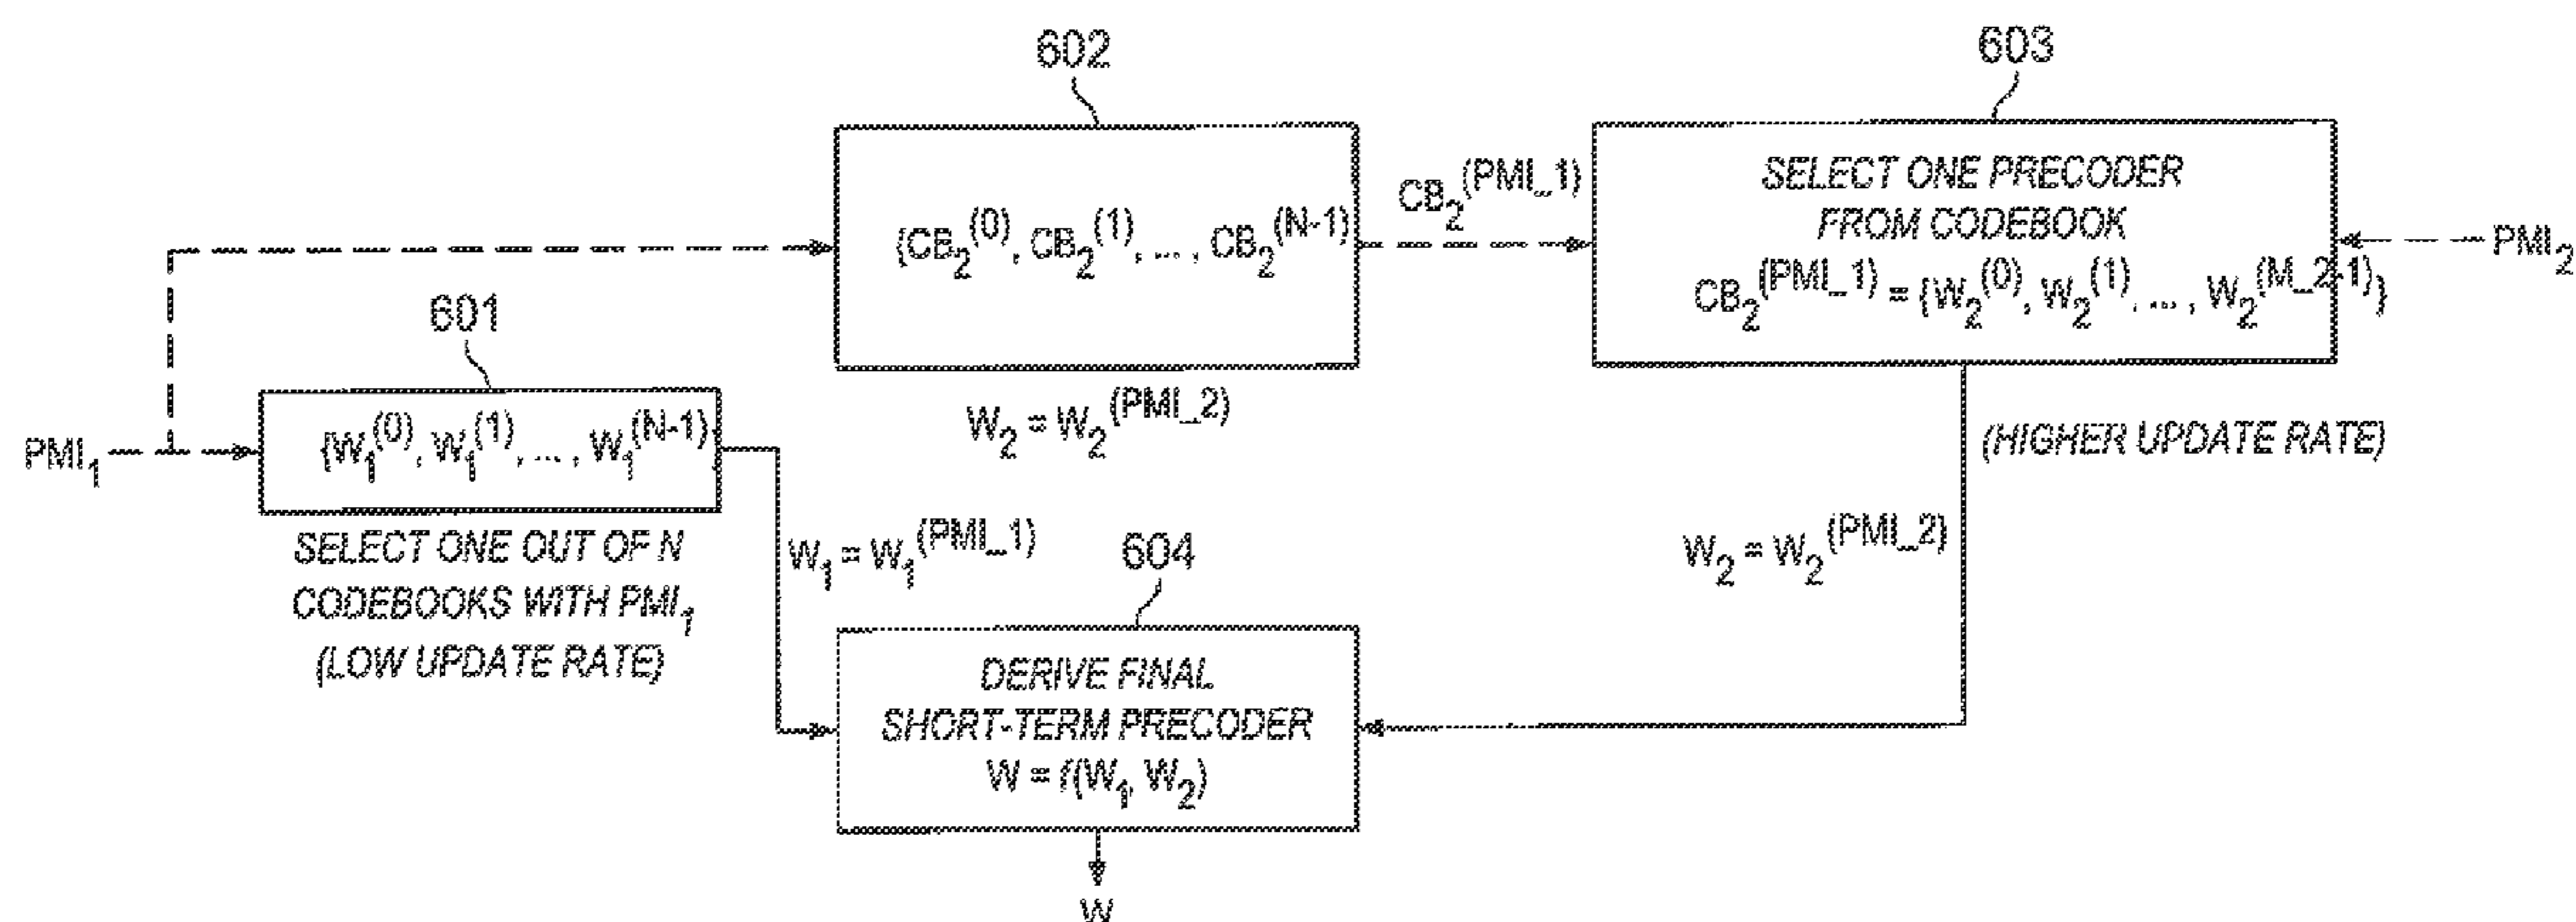 602
603
{CB₂⁽⁰⁾, CB₂⁽¹⁾, ..., CB₂⁽ᴺ⁻¹⁾}
W₂ = W₂^(PMI_2)
CB₂^(PMI_1)
SELECT ONE PRECODER
FROM CODEBOOK
CB₂^(PMI_1) = {W₂^(0), W₂^(1), ..., W₂^(M_2-1)}
PMI₂
601
PMI₁
{W₁^(0), W₁^(1), ..., W₁^(N-1)}
SELECT ONE OUT OF N
CODEBOOKS WITH PMI₁
(LOW UPDATE RATE)
W₁ = W₁^(PMI_1)
(HIGHER UPDATE RATE)
W₂ = W₂^(PMI_2)
604
DERIVE FINAL
SHORT-TERM PRECODER
W = f(W₁, W₂)
W